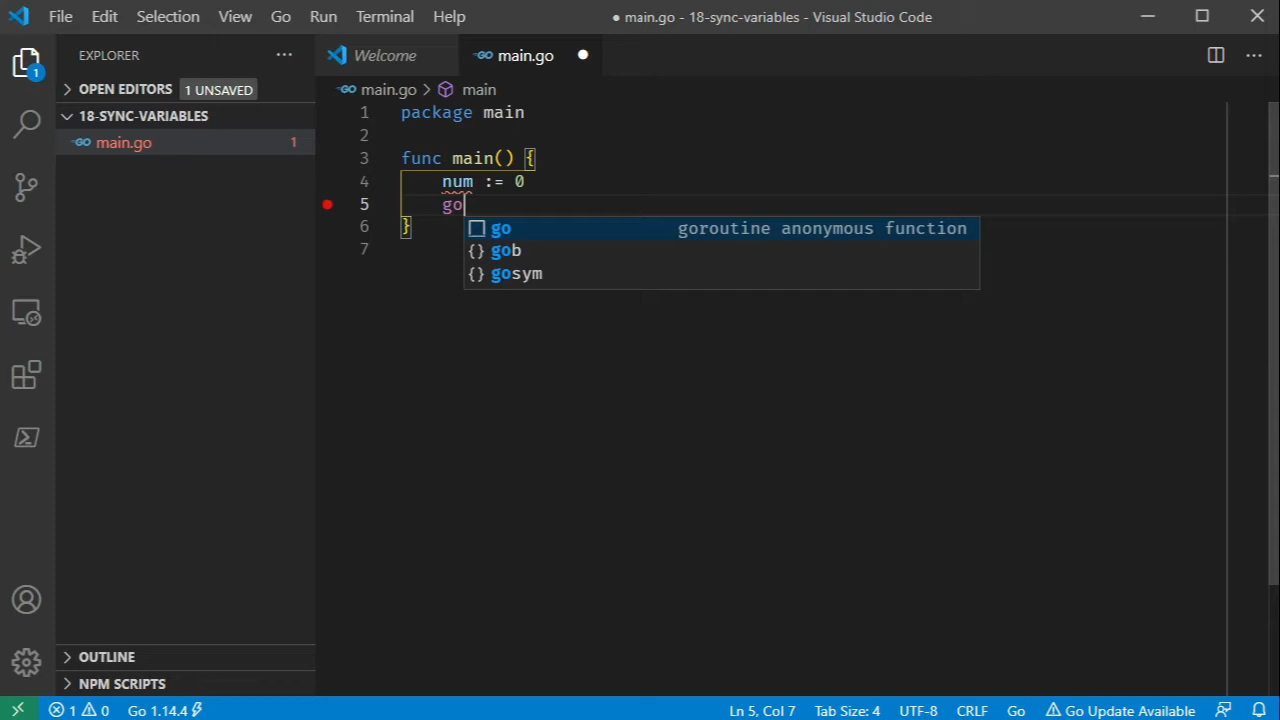 File Edit Selection View Go Run Terminal Help
● main.go - 18-sync-variables - Visual Studio Code
EXPLORER
Welcome
main.go
OPEN EDITORS 1 UNSAVED
18-SYNC-VARIABLES
main.go 1
main.go > main
1 package main
2
3 func main() {
4 num := 0
5 go
6 }
7
go goroutine anonymous function
gob
gosym
1
OUTLINE
NPM SCRIPTS
1 0 Go 1.14.4 Ln 5, Col 7 Tab Size: 4 UTF-8 CRLF Go Go Update Available